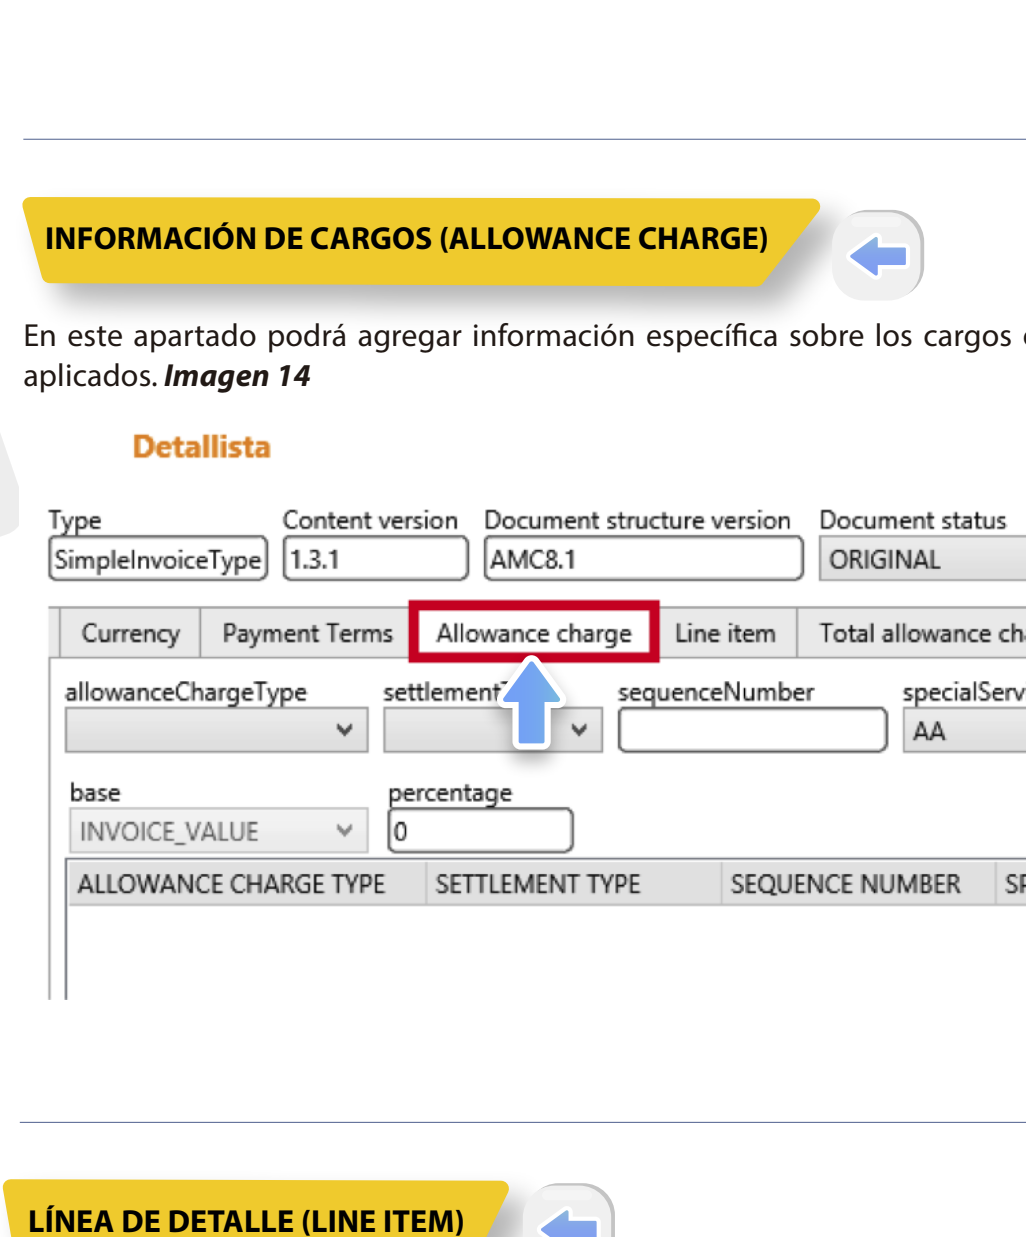 INFORMACIÓN DE CARGOS (ALLOWANCE CHARGE)
En este apartado podrá agregar información específica sobre los cargos
aplicados. Imagen 14
Detallista
Type Content version Document structure version Document status
SimpleInvoiceType 1.3.1 AMC8.1 ORIGINAL
Currency Payment Terms Allowance charge Line item Total allowance
allowanceChargeType sequenceNumber
AA
base percentage
INVOICE_VALUE 0
ALLOWANCE CHARGE TYPE SETTLEMENT TYPE SEQUENCE NUMBER
LÍNEA DE DETALLE (LINE ITEM)